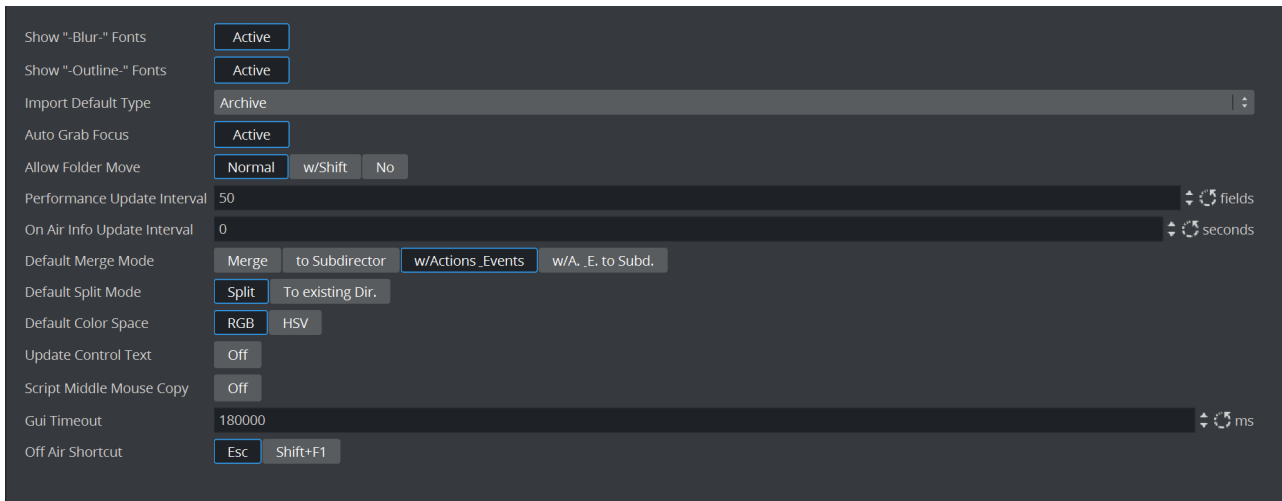 Show "-Blur-" Fonts Active
Show "-Outline-" Fonts Active
Import Default Type Archive
Auto Grab Focus Active
Allow Folder Move Normal w/Shift No
Performance Update Interval 50 fields
On Air Info Update Interval 0 seconds
Default Merge Mode Merge to Subdirector w/Actions_Events w/A._E. to Subd.
Default Split Mode Split To existing Dir.
Default Color Space RGB HSV
Update Control Text Off
Script Middle Mouse Copy Off
Gui Timeout 180000 ms
Off Air Shortcut Esc Shift+F1